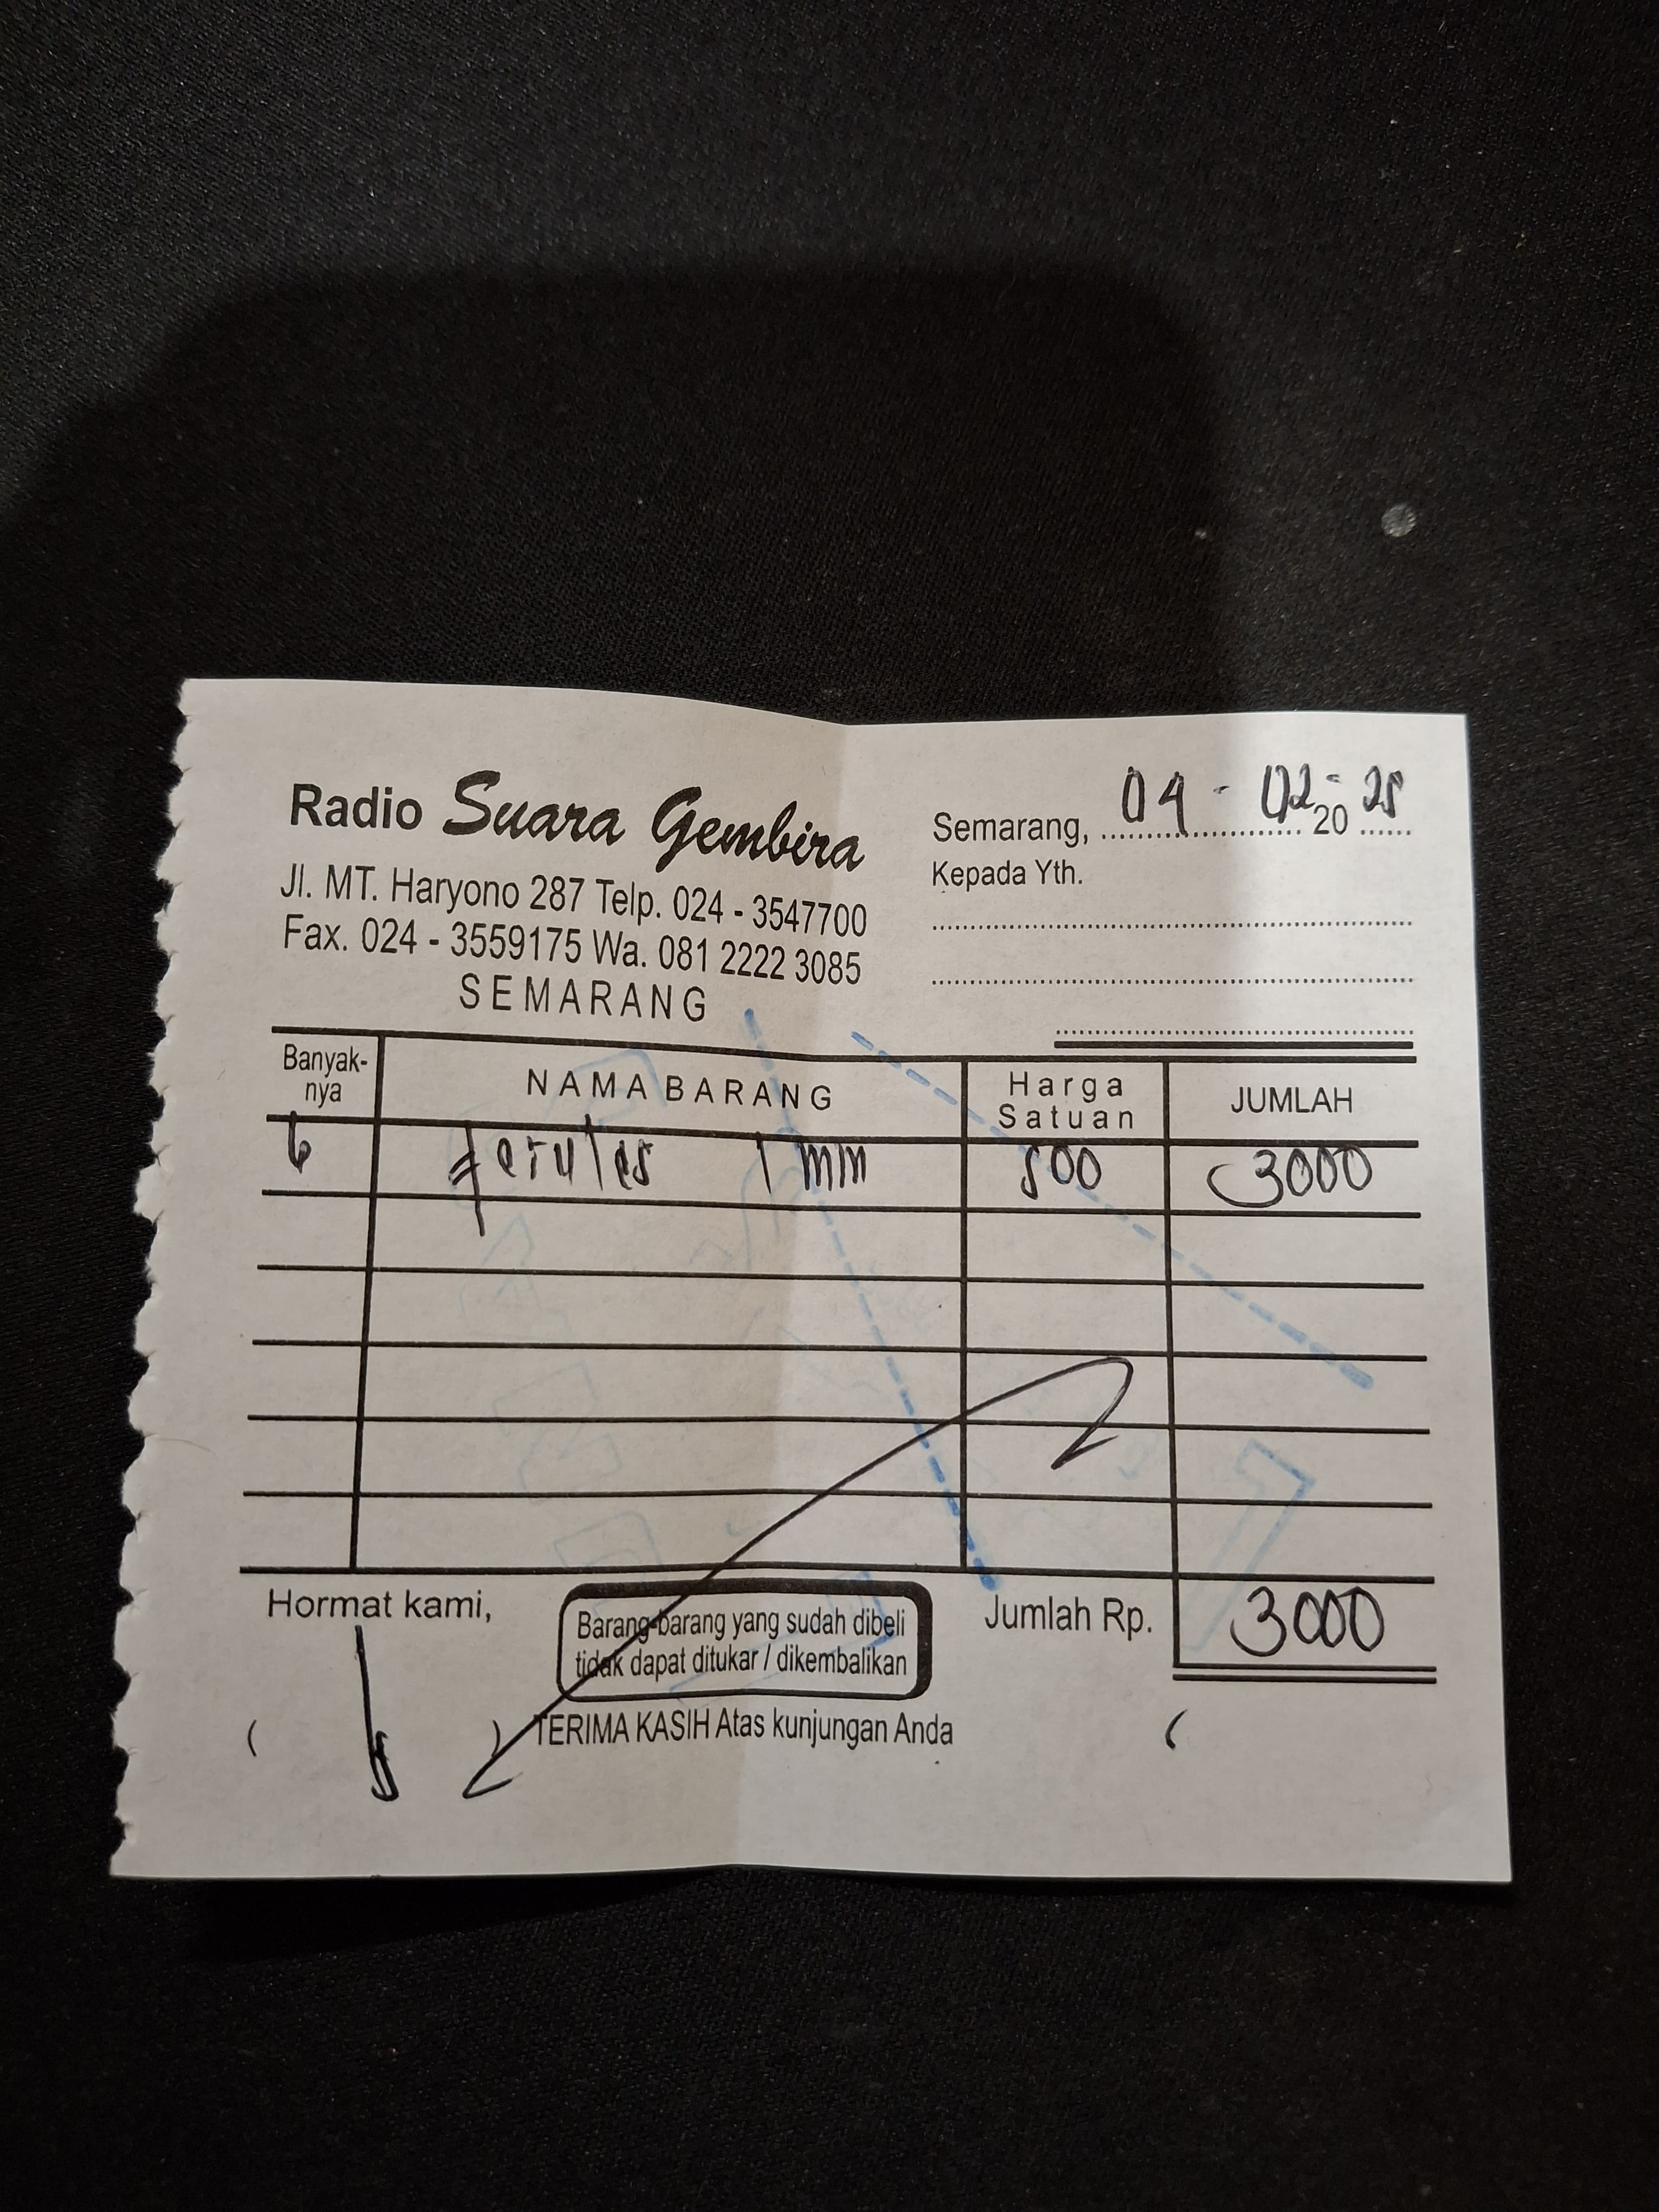 Radio Suara Gembira
Jl. MT. Haryono 287 Telp. 024 - 3547700
Fax. 024 - 3559175 Wa. 081 2222 3085
SEMARANG
Semarang, 04 - 02 - 20 25
Kepada Yth.
Banyak-nya NAMA BARANG Harga Satuan JUMLAH
6 ferules 1 mm 500 3000
Jumlah Rp. 3000
Hormat kami,
Barang-barang yang sudah dibeli
tidak dapat ditukar / dikembalikan
( ) TERIMA KASIH Atas kunjungan Anda (